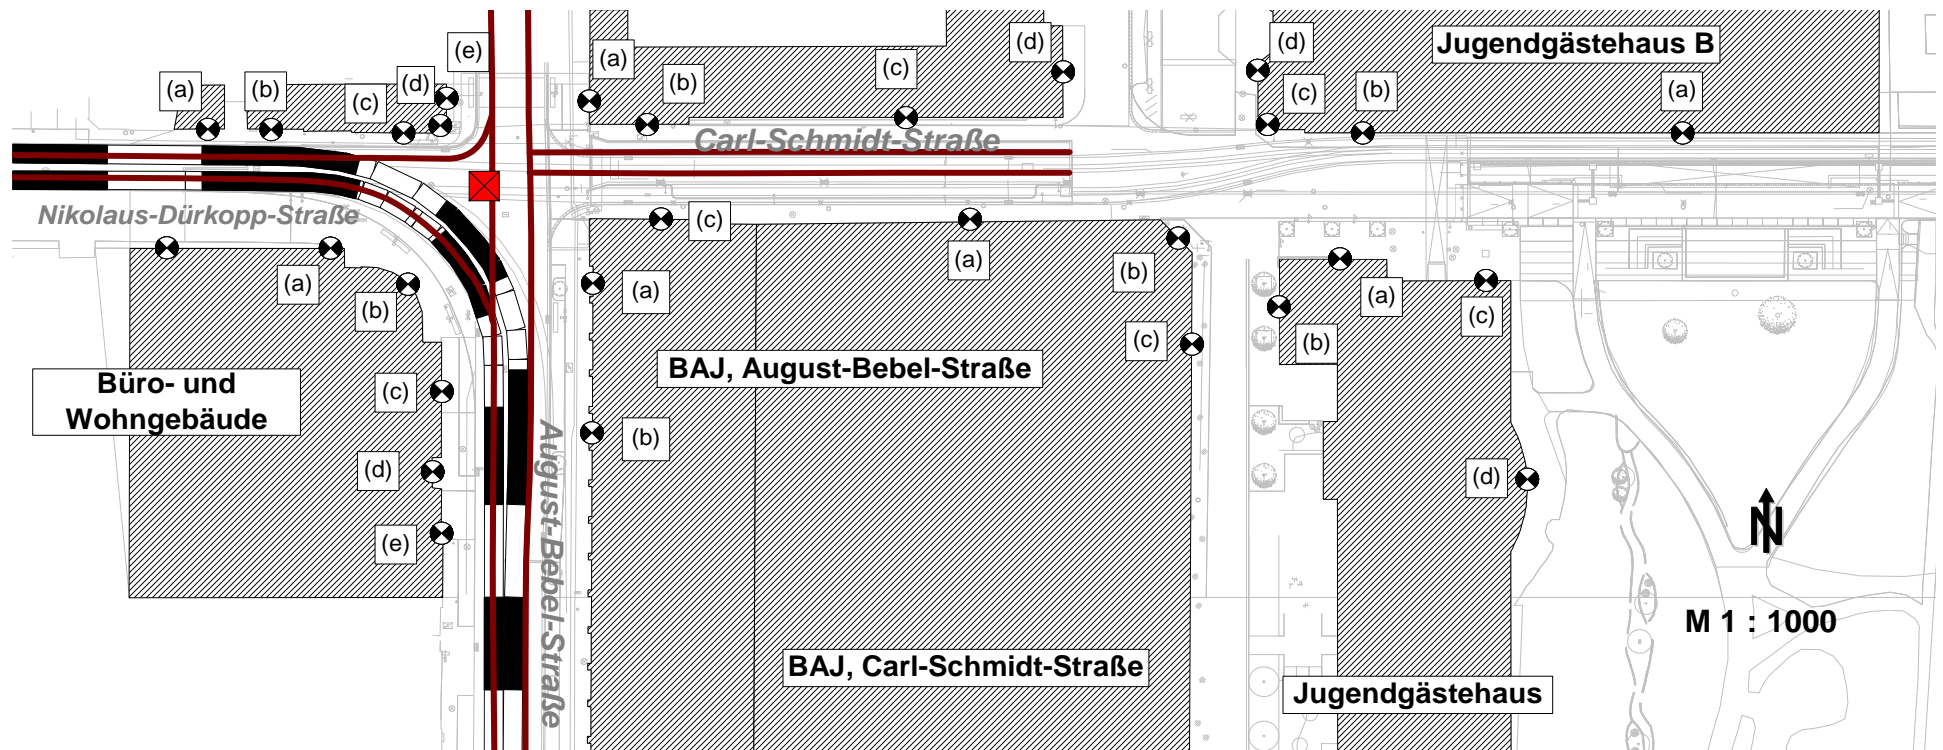 (e)
(a)
(d)
(d)
Jugendgästehaus B
(a)
(b)
(d)
(c)
(b)
(c)
(c)
(b)
(a)
Carl-Schmidt-Straße
Nikolaus-Dürkopp-Straße
(c)
(a)
(b)
(a)
(b)
(a)
(a)
(c)
(b)
(c)
(b)
BAJ, August-Bebel-Straße
Büro- und
Wohngebäude
(c)
(b)
(d)
(d)
(e)
August-Bebel-Straße
N
M 1 : 1000
BAJ, Carl-Schmidt-Straße
Jugendgästehaus